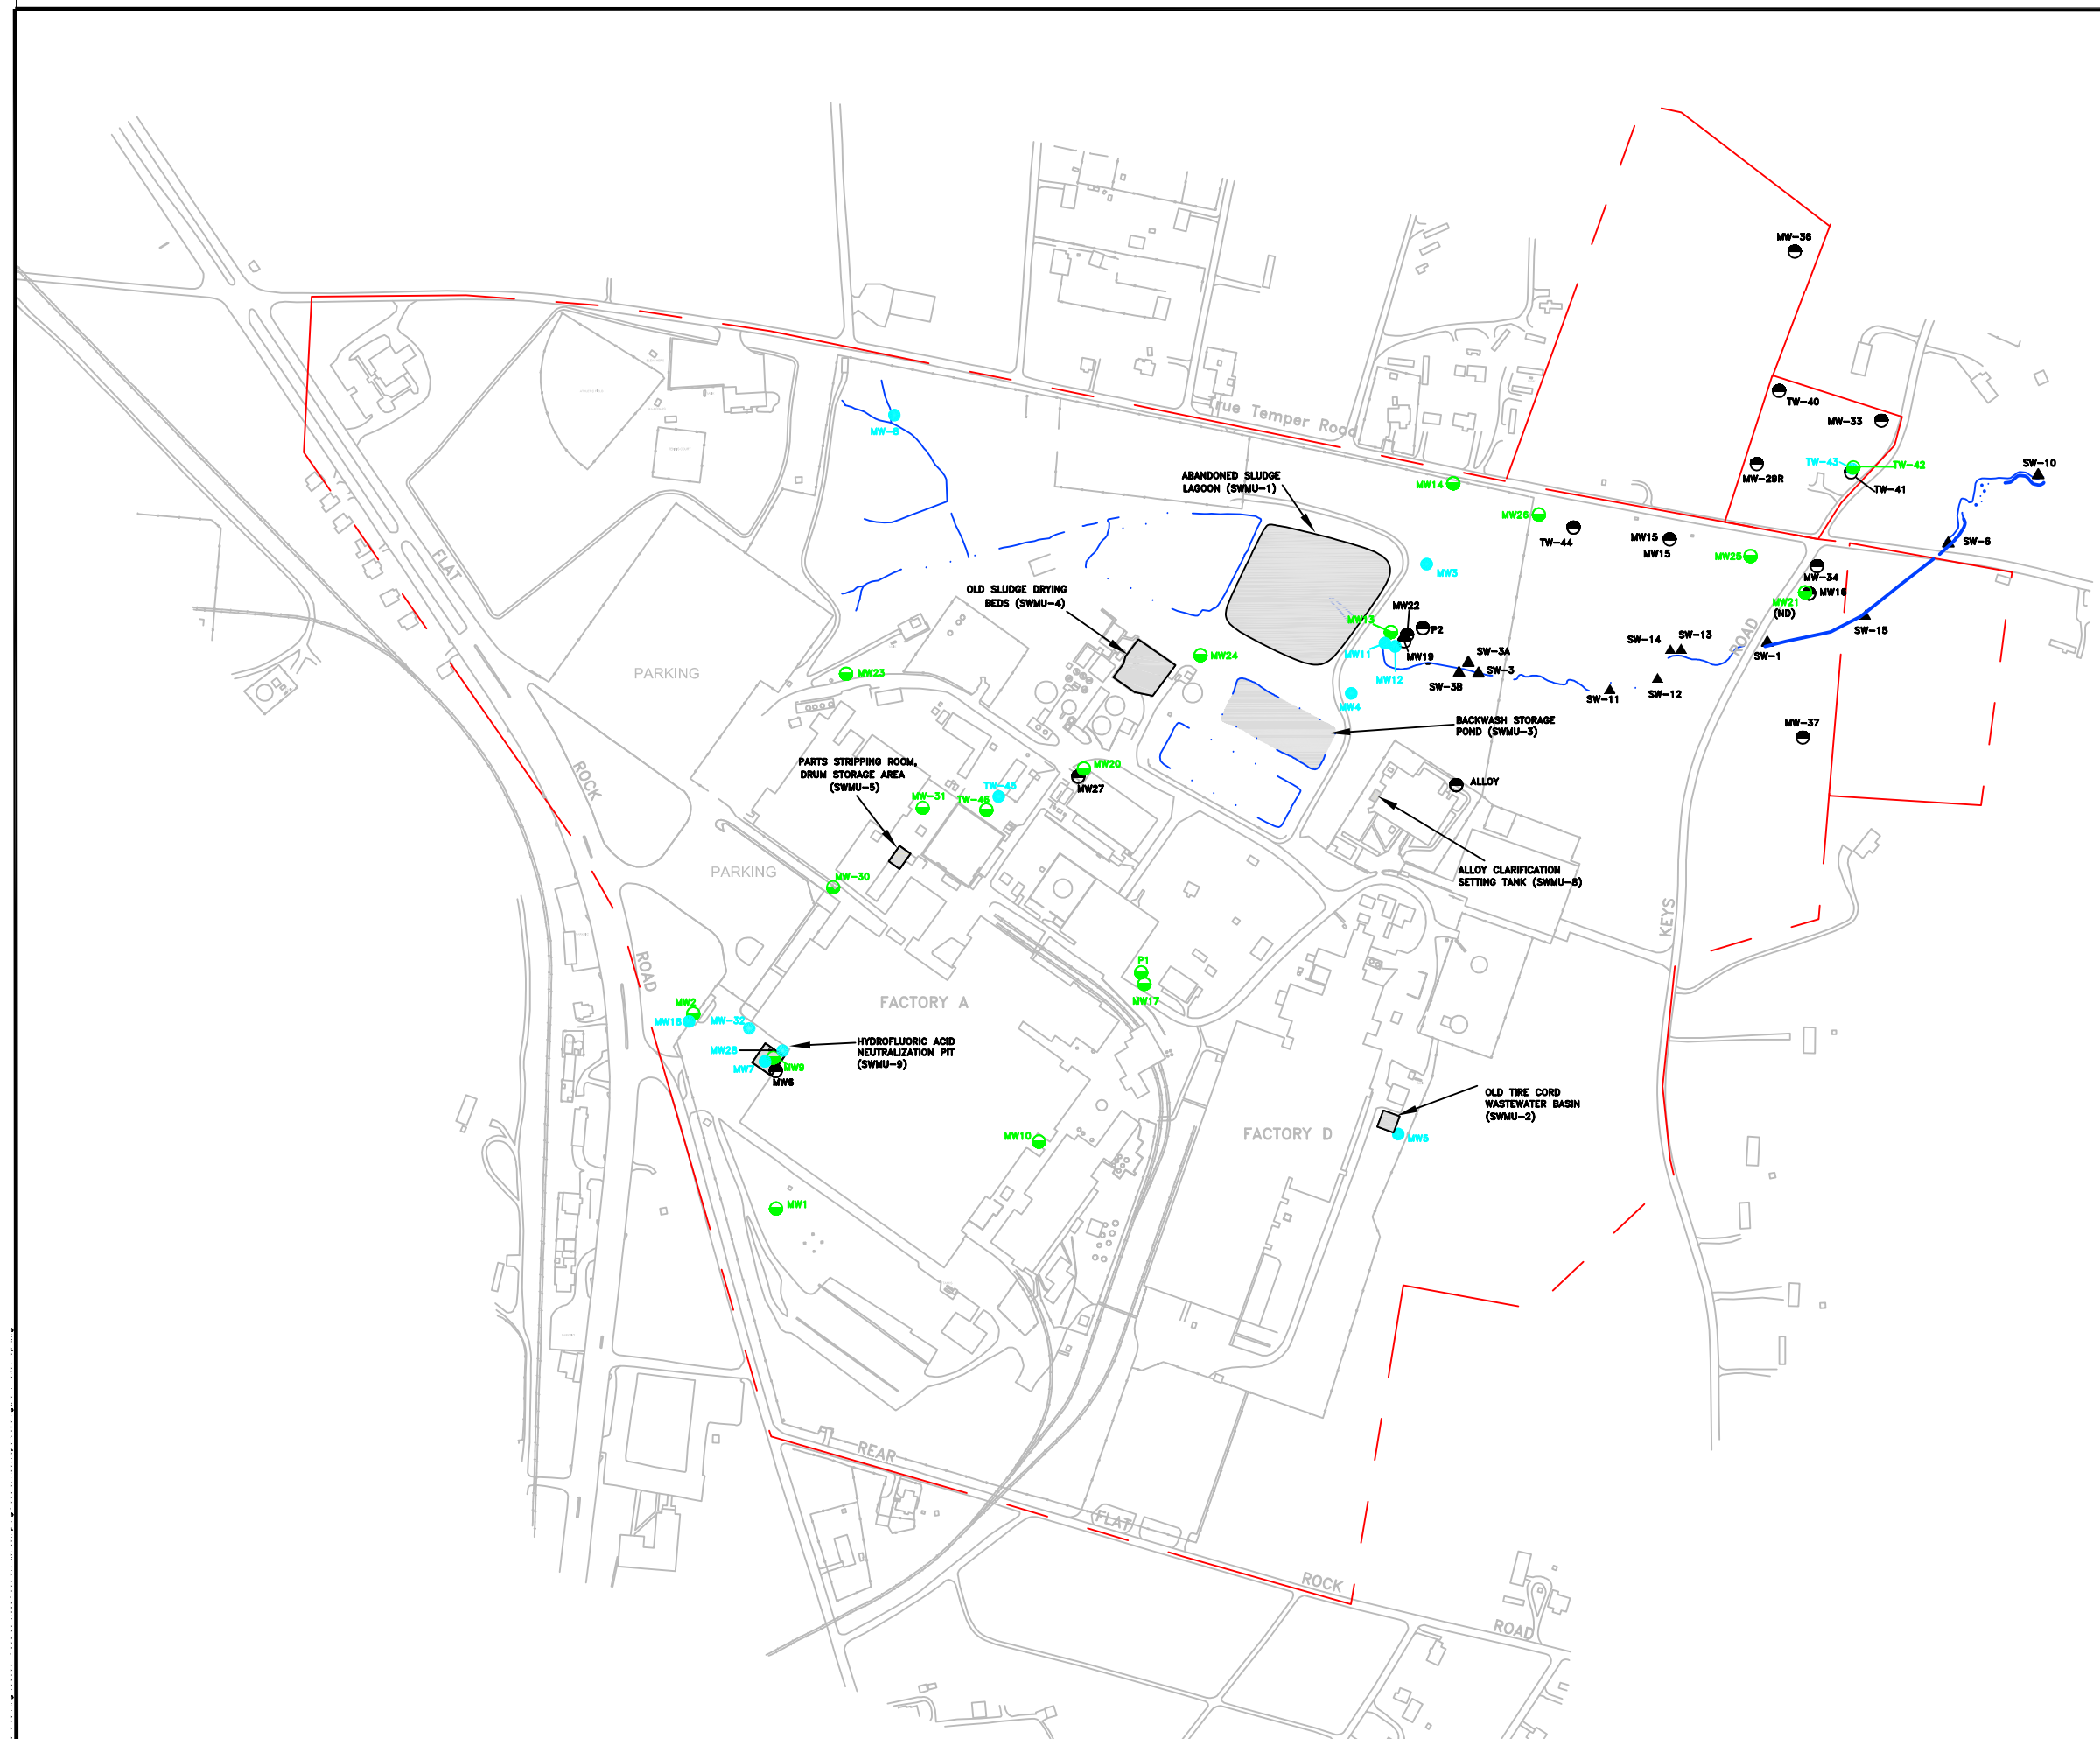 MW-36
True Temper Road
TW-40
MW-33
MW-8
ABANDONED SLUDGE
LAGOON (SWMU-1)
MW14
TW-43
TW-42
SW-10
MW-29R
TW-41
MW26
TW-44
MW15
MW15
MW25
SW-6
FLAT
MW3
MW-34
OLD SLUDGE DRYING
BEDS (SWMU-4)
MW16
MW21
(ND)
MW22
MW13
P2
SW-15
SW-14
SW-13
ROAD
MW11
MW19
SW-1
MW24
SW-3A
SW-3
MW12
SW-3B
SW-12
SW-11
PARKING
MW23
MW4
BACKWASH STORAGE
POND (SWMU-3)
MW-37
PARTS STRIPPING ROOM,
DRUM STORAGE AREA
(SWMU-5)
ROCK
MW20
MW27
ALLOY
TW-45
MW-31
TW-46
PARKING
MW-30
ALLOY CLARIFICATION
SETTING TANK (SWMU-8)
KEYS
ROAD
P1
MW17
FACTORY A
MW2
MW18
MW-32
HYDROFLUORIC ACID
NEUTRALIZATION PIT
(SWMU-9)
MW28
MW7
MW9
MW6
OLD TIRE CORD
WASTEWATER BASIN
(SWMU-2)
FACTORY D
MW5
MW10
MW1
REAR
FLAT
ROCK
ROAD